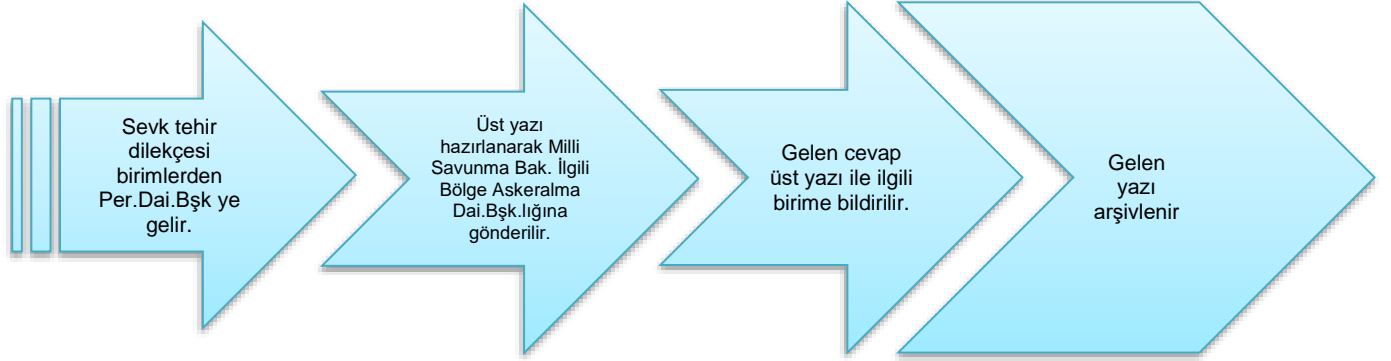 Sevk tehir
dilekçesi
birimlerden
Per.Dai.Bşk ye
gelir.
Üst yazı
hazırlanarak Milli
Savunma Bak. İlgili
Bölge Askeralma
Dai.Bşk.lığına
gönderilir.
Gelen cevap
üst yazı ile ilgili
birime bildirilir.
Gelen
yazı
arşivlenir